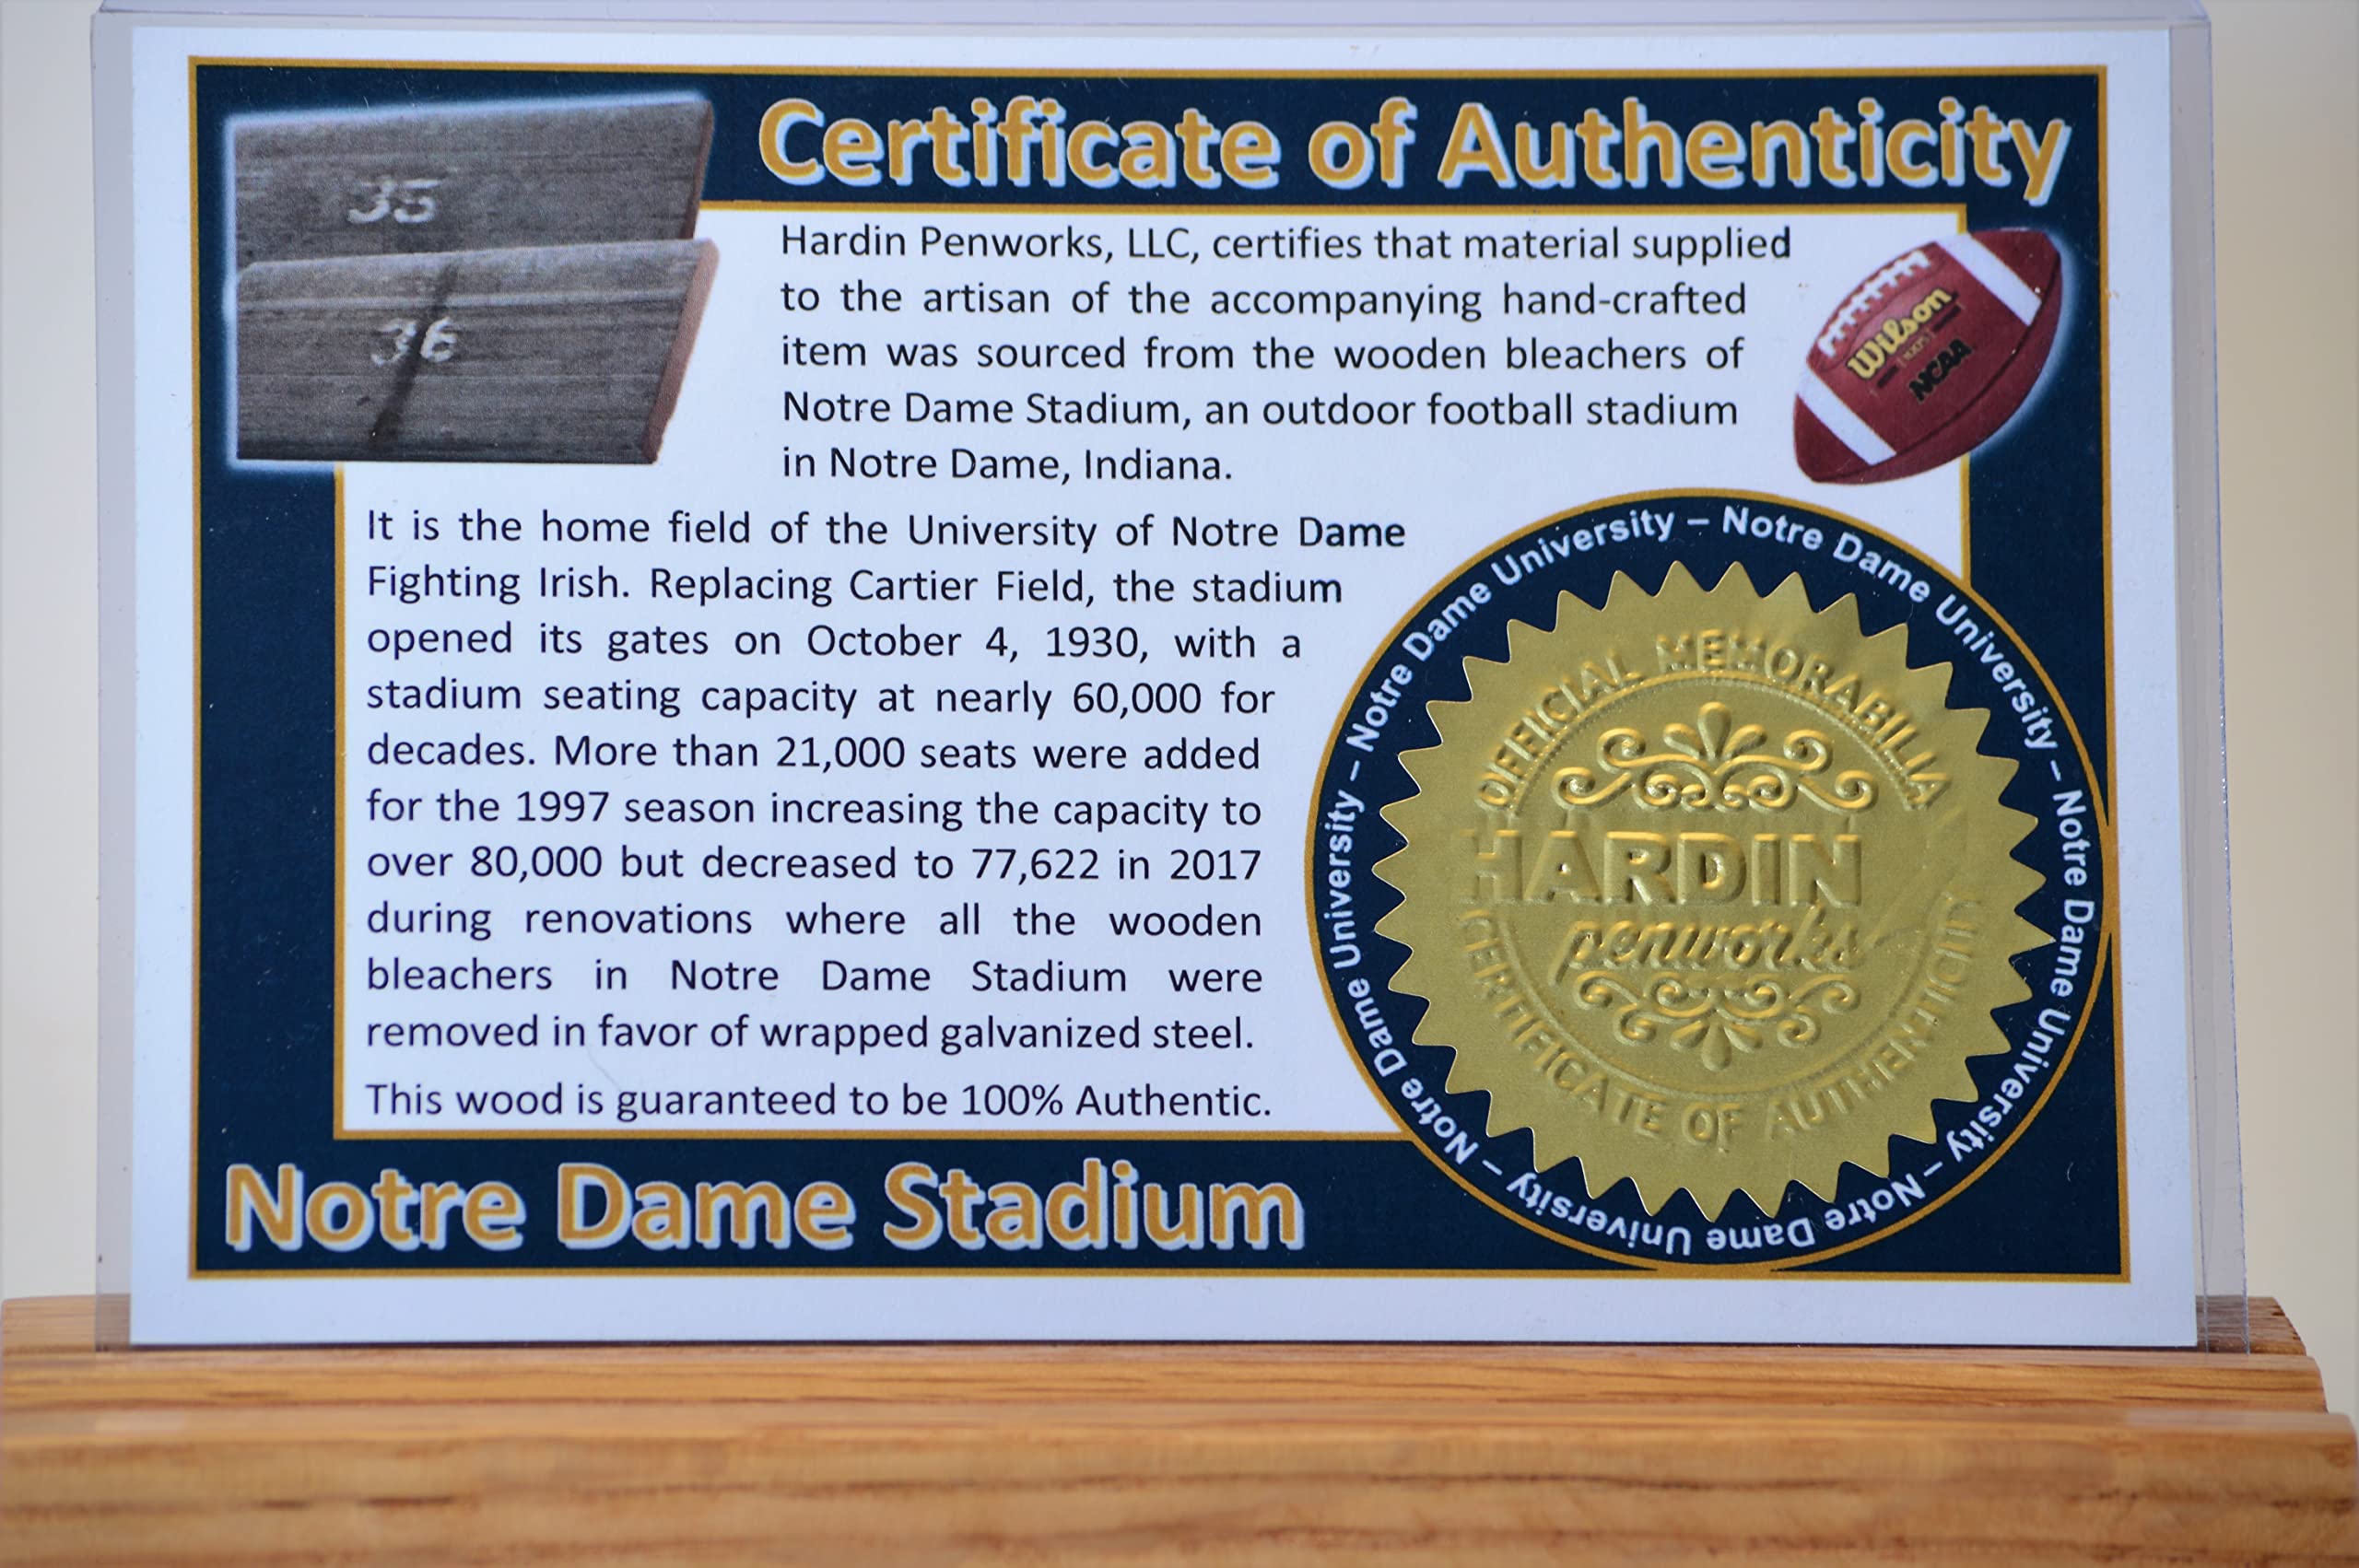 Certificate of Authenticity
35
36
Hardin Penworks, LLC, certifies that material supplied
to the artisan of the accompanying hand-crafted
item was sourced from the wooden bleachers of
Notre Dame Stadium, an outdoor football stadium
in Notre Dame, Indiana.
Wilson
NCAA
It is the home field of the University of Notre Dame
Fighting Irish. Replacing Cartier Field, the stadium
opened its gates on October 4, 1930, with a
stadium seating capacity at nearly 60,000 for
decades. More than 21,000 seats were added
for the 1997 season increasing the capacity to
over 80,000 but decreased to 77,622 in 2017
during renovations where all the wooden
bleachers in Notre Dame Stadium were
removed in favor of wrapped galvanized steel.
This wood is guaranteed to be 100% Authentic.
Notre Dame University – Notre Dame University – Notre Dame University – Notre Dame University – Notre Dame University – Notre Dame University –
OFFICIAL MEMORABILIA
HARDIN
penworks
CERTIFICATE OF AUTHENTICITY
Notre Dame Stadium